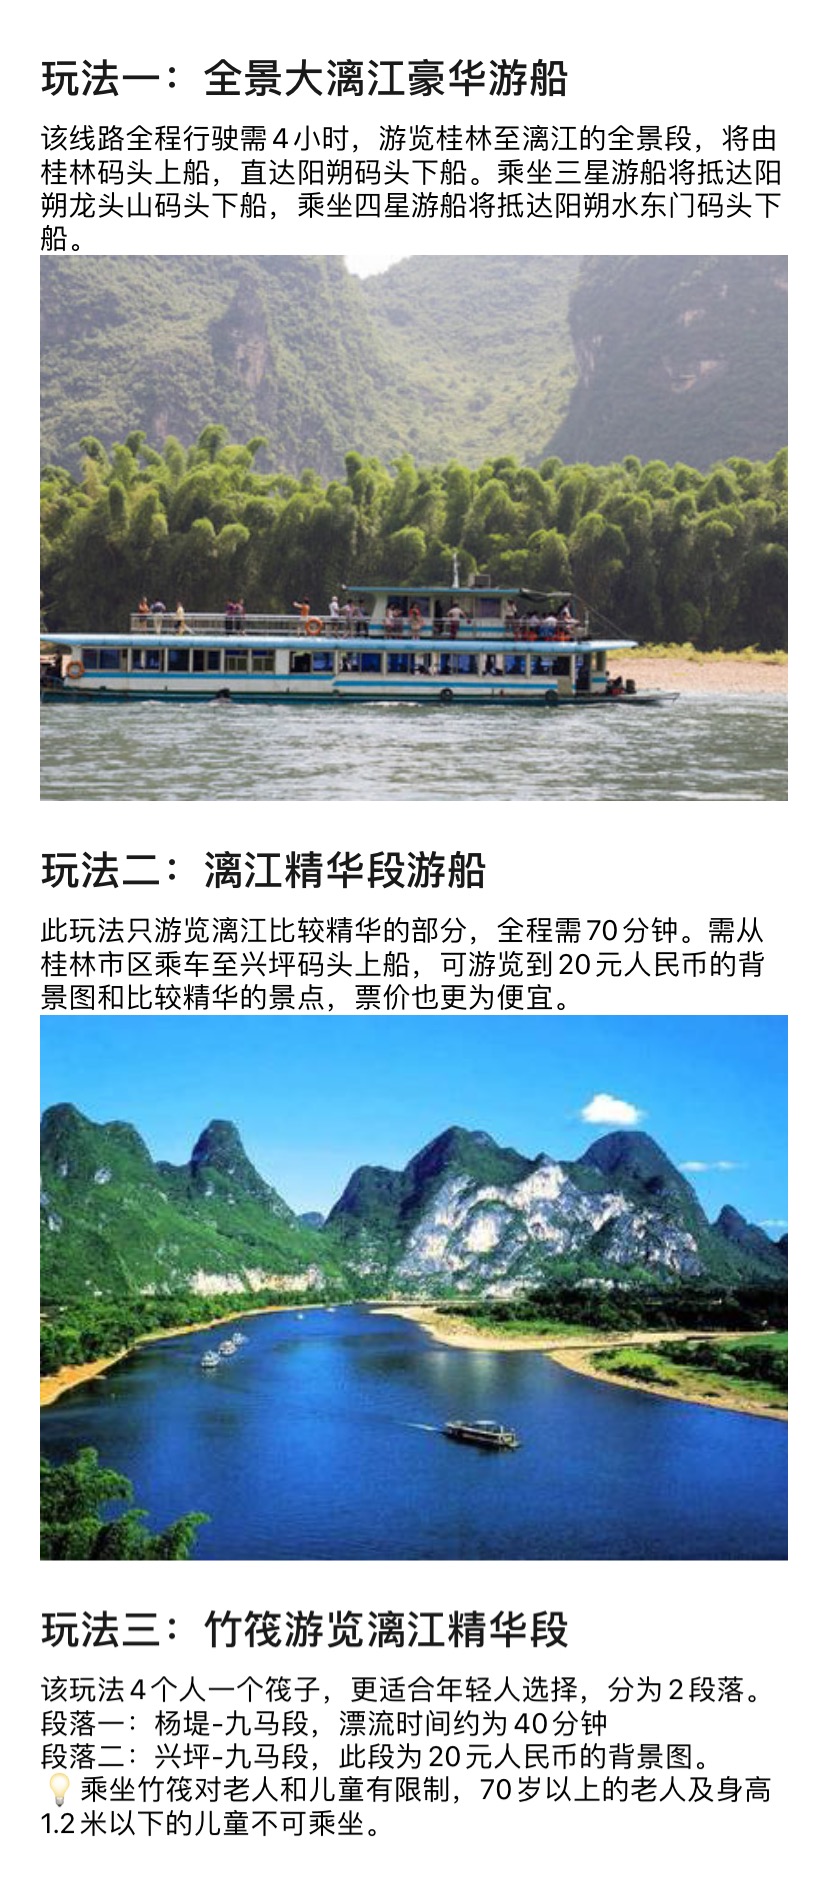 玩法一：全景大漓江豪华游船
该线路全程行驶需4小时，游览桂林至漓江的全景段，将由
桂林码头上船，直达阳朔码头下船。乘坐三星游船将抵达阳
朔龙头山码头下船，乘坐四星游船将抵达阳朔水东门码头下
船。
玩法二：漓江精华段游船
此玩法只游览漓江比较精华的部分，全程需70分钟。需从
桂林市区乘车至兴坪码头上船，可游览到20元人民币的背
景图和比较精华的景点，票价也更为便宜。
玩法三：竹筏游览漓江精华段
该玩法4个人一个筏子，更适合年轻人选择，分为2段落。
段落一：杨堤-九马段，漂流时间约为40分钟
段落二：兴坪-九马段，此段为20元人民币的背景图。
💡乘坐竹筏对老人和儿童有限制，70岁以上的老人及身高
1.2米以下的儿童不可乘坐。